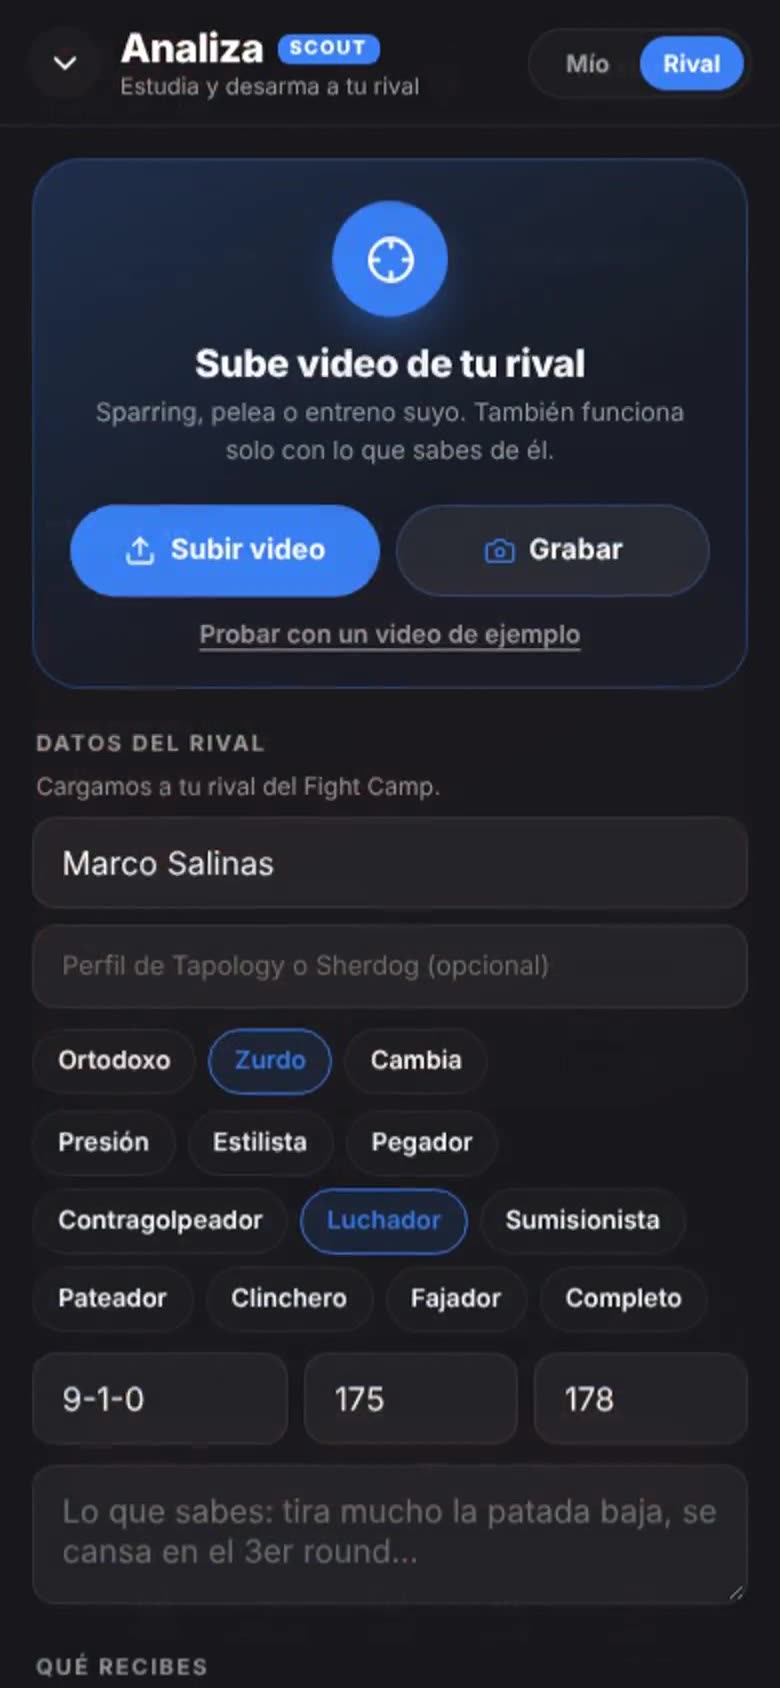 Analiza SCOUT
Mío Rival
Estudia y desarma a tu rival
Sube video de tu rival
Sparring, pelea o entreno suyo. También funciona
solo con lo que sabes de él.
Subir video Grabar
Probar con un video de ejemplo
DATOS DEL RIVAL
Cargamos a tu rival del Fight Camp.
Marco Salinas
Perfil de Tapology o Sherdog (opcional)
Ortodoxo Zurdo Cambia
Presión Estilista Pegador
Contragolpeador Luchador Sumisionista
Pateador Clinchero Fajador Completo
9-1-0 175 178
Lo que sabes: tira mucho la patada baja, se
cansa en el 3er round...
QUÉ RECIBES